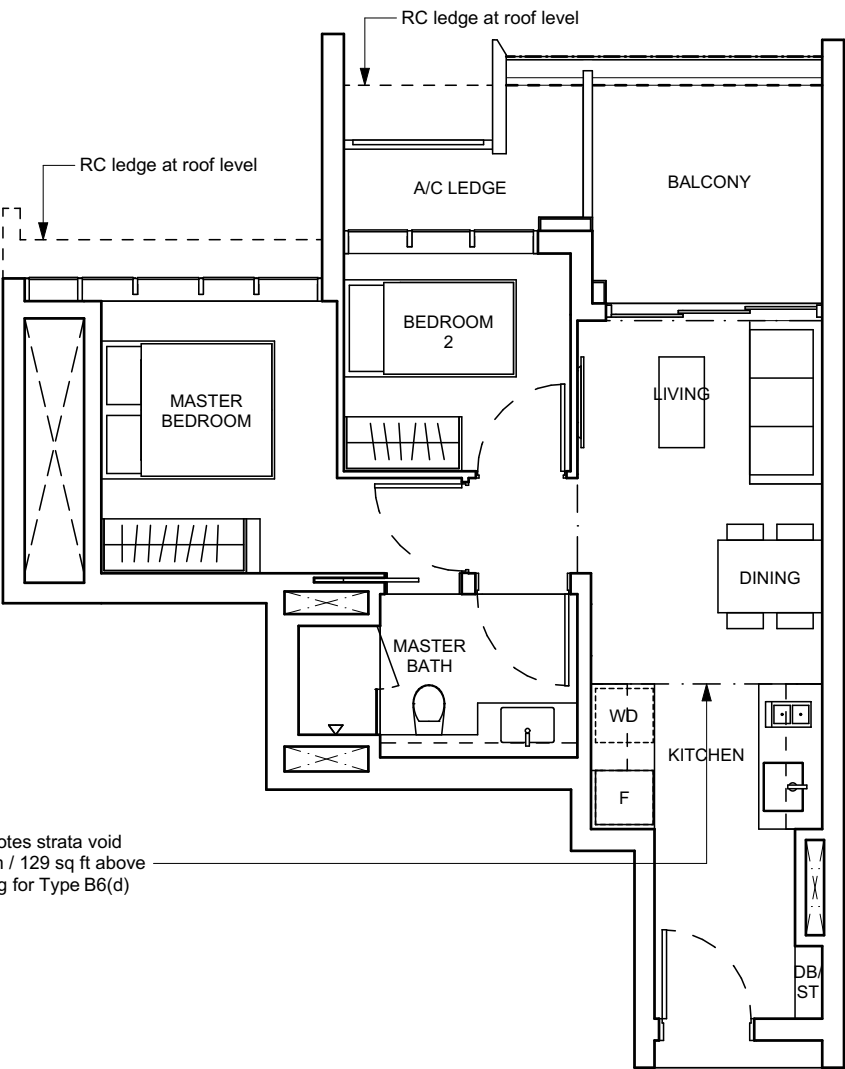 RC ledge at roof level
RC ledge at roof level
A/C LEDGE
BALCONY
BEDROOM
2
MASTER
BEDROOM
LIVING
DINING
MASTER
BATH
WD
KITCHEN
F
strata void
/ 129 sq ft above
for Type B6(d)
DB/
ST